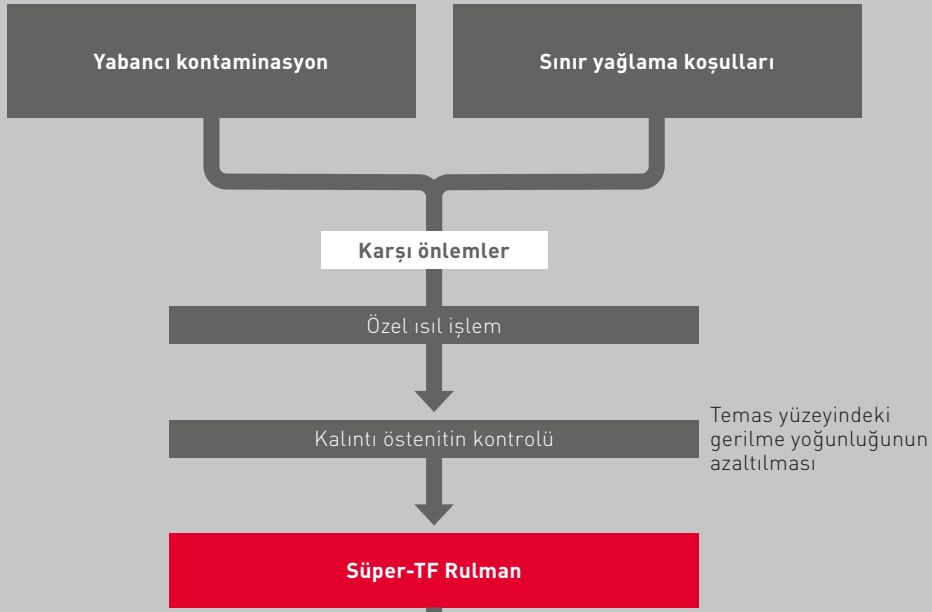 Yabancı kontaminasyon
Sınır yağlama koşulları
Karşı önlemler
Özel ısıl işlem
Kalıntı östenitin kontrolü
Temas yüzeyindeki
gerilme yoğunluğunun
azaltılması
Süper-TF Rulman